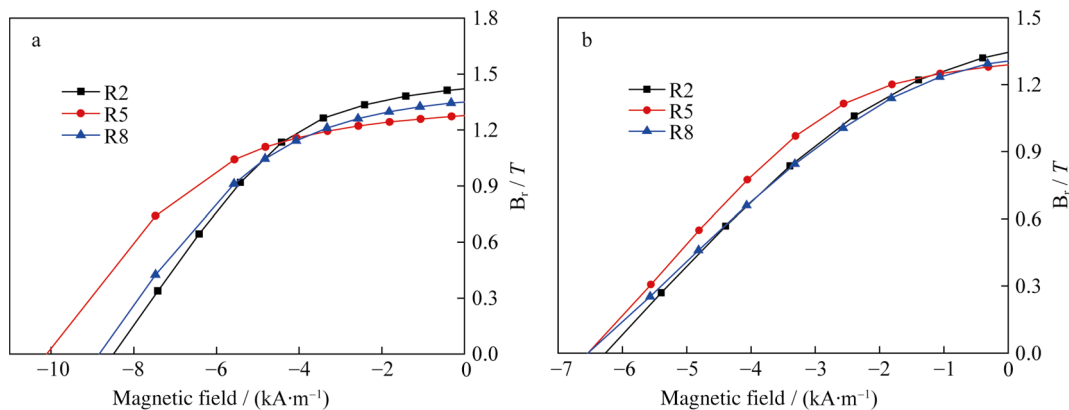 a
R2
R5
R8
1.8
1.5
1.2
0.9
0.6
0.3
0.0
B_r / T
−10 −8 −6 −4 −2 0
Magnetic field / (kA·m⁻¹)
b
R2
R5
R8
1.5
1.2
0.9
0.6
0.3
0.0
B_r / T
−7 −6 −5 −4 −3 −2 −1 0
Magnetic field / (kA·m⁻¹)